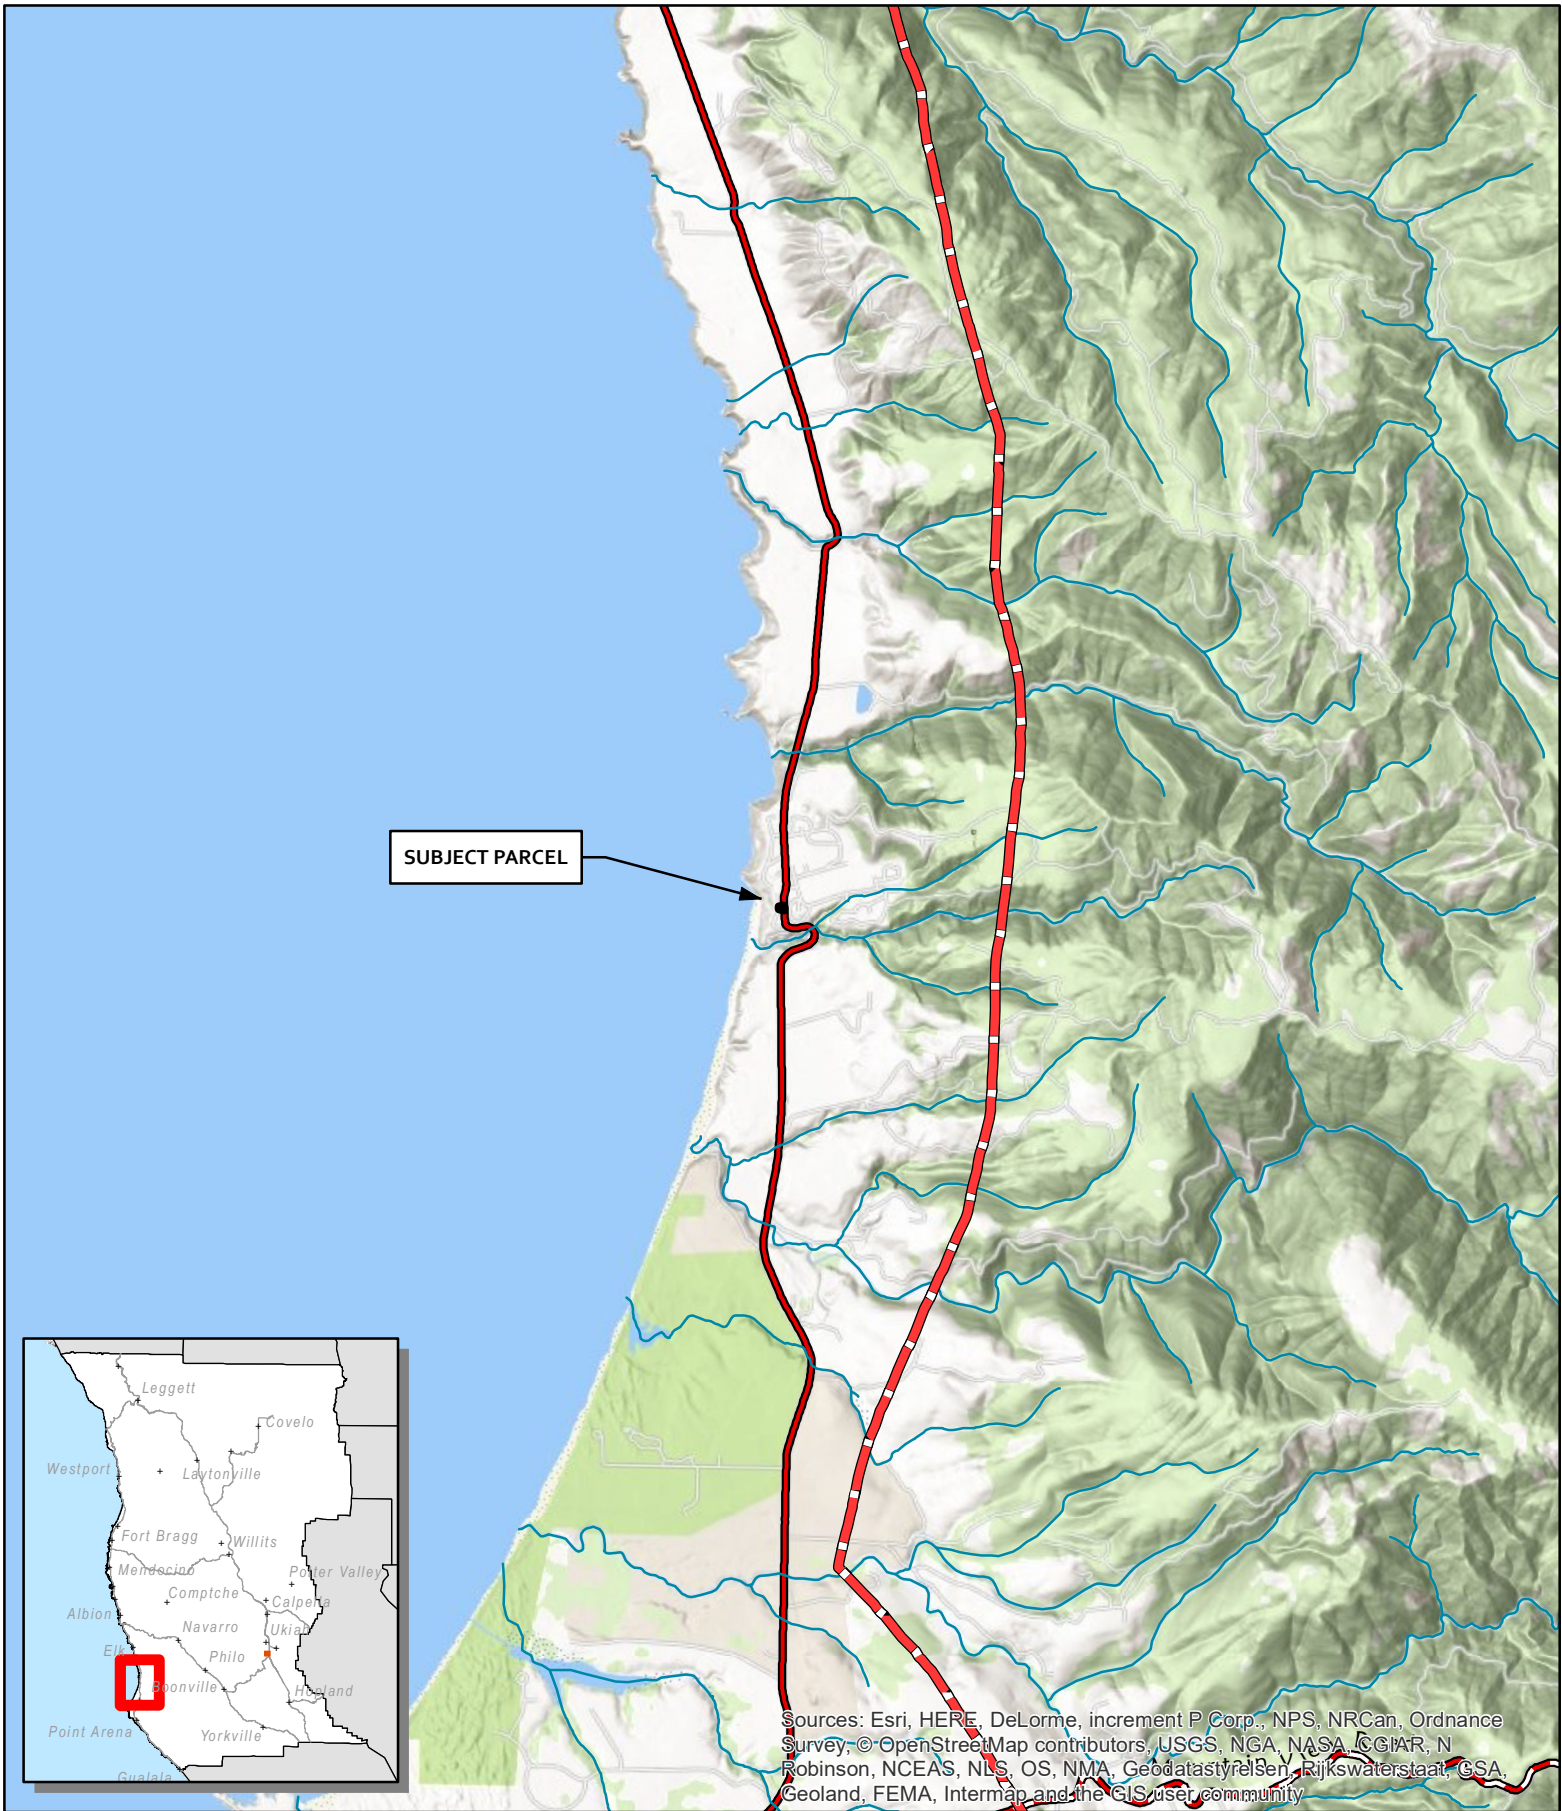 SUBJECT PARCEL
Leggett
Covelo
Westport
Laytonville
Fort Bragg
Willits
Mendocino
Potter Valley
Comptche
Calpella
Albion
Navarro
Ukiah
Elk
Philo
Boonville
Hopland
Point Arena
Yorkville
Gualala
Sources: Esri, HERE, DeLorme, increment P Corp., NPS, NRCan, Ordnance
Survey, © OpenStreetMap contributors, USGS, NGA, NASA, CGIAR, N
Robinson, NCEAS, NLS, OS, NMA, Geodatastyrelsen, Rijkswaterstaat, GSA,
Geoland, FEMA, Intermap and the GIS user community